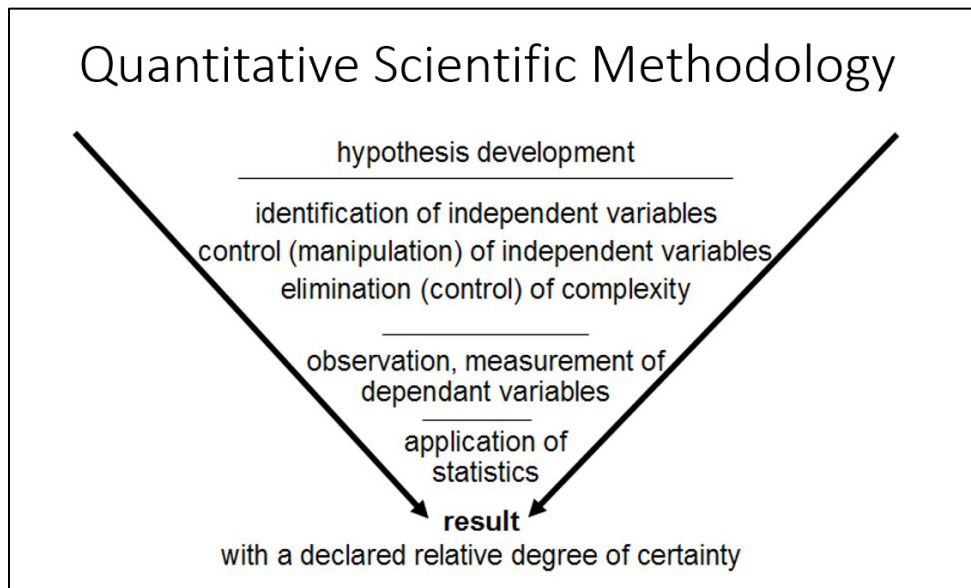 Quantitative Scientific Methodology
hypothesis development
identification of independent variables
control (manipulation) of independent variables
elimination (control) of complexity
observation, measurement of
dependant variables
application of
statistics
result
with a declared relative degree of certainty